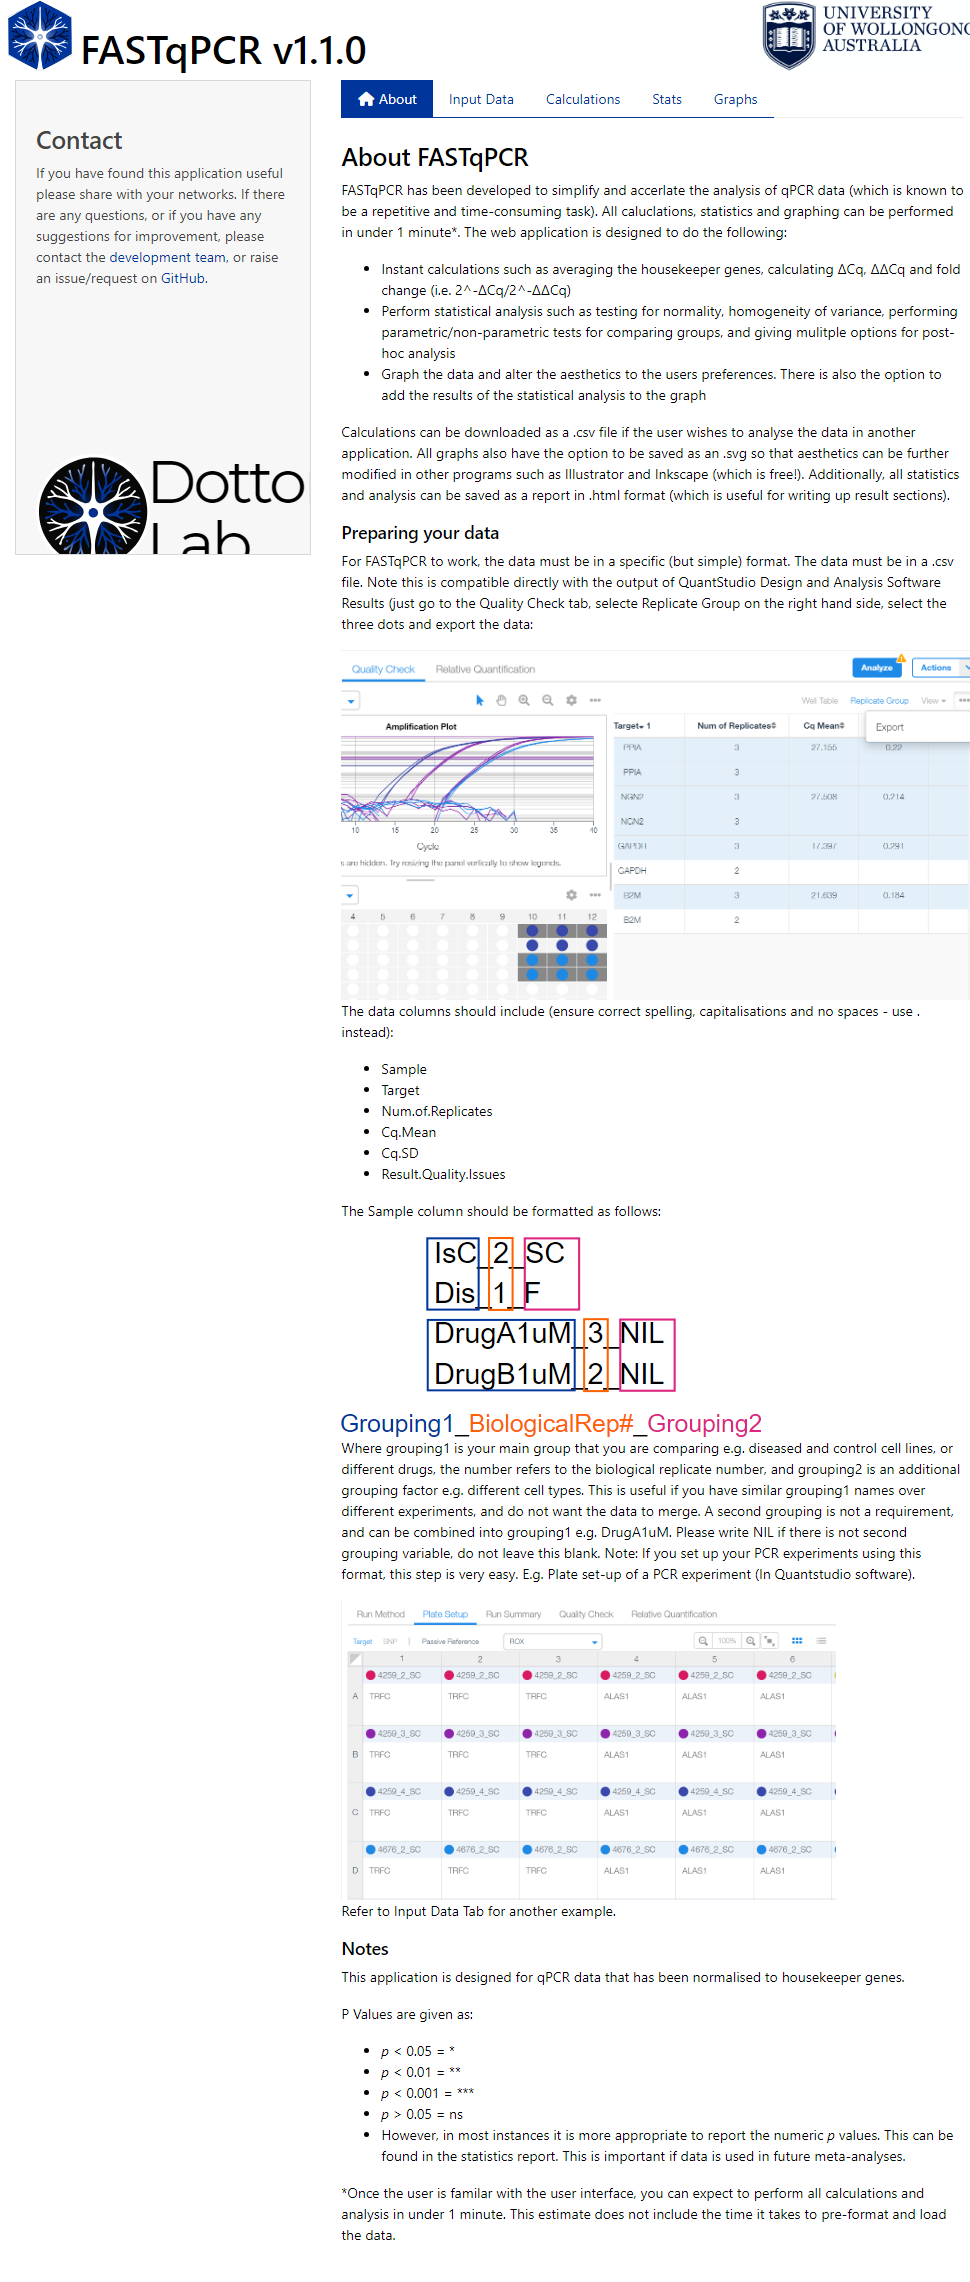 FASTqPCR v1.1.0
UNIVERSITY
OF WOLLONGONG
AUSTRALIA
About
Input Data
Calculations
Stats
Graphs
Contact
If you have found this application useful
please share with your networks. If there
are any questions, or if you have any
suggestions for improvement, please
contact the development team, or raise
an issue/request on GitHub.
Dotto
Lab
About FASTqPCR
FASTqPCR has been developed to simplify and accerlate the analysis of qPCR data (which is known to
be a repetitive and time-consuming task). All caluclations, statistics and graphing can be performed
in under 1 minute*. The web application is designed to do the following:
• Instant calculations such as averaging the housekeeper genes, calculating ΔCq, ΔΔCq and fold
change (i.e. 2^-ΔCq/2^-ΔΔCq)
• Perform statistical analysis such as testing for normality, homogeneity of variance, performing
parametric/non-parametric tests for comparing groups, and giving mulitple options for post-
hoc analysis
• Graph the data and alter the aesthetics to the users preferences. There is also the option to
add the results of the statistical analysis to the graph
Calculations can be downloaded as a .csv file if the user wishes to analyse the data in another
application. All graphs also have the option to be saved as an .svg so that aesthetics can be further
modified in other programs such as Illustrator and Inkscape (which is free!). Additionally, all statistics
and analysis can be saved as a report in .html format (which is useful for writing up result sections).
Preparing your data
For FASTqPCR to work, the data must be in a specific (but simple) format. The data must be in a .csv
file. Note this is compatible directly with the output of QuantStudio Design and Analysis Software
Results (just go to the Quality Check tab, selecte Replicate Group on the right hand side, select the
three dots and export the data:
Quality Check Relative Quantification Analyze Actions
Well Table Replicate Group View
Amplification Plot
Target 1 Num of Replicates Cq Mean Export
PPIA 3 27.155 0.22
PPIA 3
NGN2 3 27.508 0.214
NGN2 3
GAPDH 3 17.397 0.291
GAPDH 2
B2M 3 21.639 0.184
B2M 2
10 15 20 25 30 35 40
Cycle
s are hidden. Try resizing the panel vertically to show legends.
4 5 6 7 8 9 10 11 12
The data columns should include (ensure correct spelling, capitalisations and no spaces - use .
instead):
• Sample
• Target
• Num.of.Replicates
• Cq.Mean
• Cq.SD
• Result.Quality.Issues
The Sample column should be formatted as follows:
IsC_2_SC
Dis_1_F
DrugA1uM_3_NIL
DrugB1uM_2_NIL
Grouping1_BiologicalRep#_Grouping2
Where grouping1 is your main group that you are comparing e.g. diseased and control cell lines, or
different drugs, the number refers to the biological replicate number, and grouping2 is an additional
grouping factor e.g. different cell types. This is useful if you have similar grouping1 names over
different experiments, and do not want the data to merge. A second grouping is not a requirement,
and can be combined into grouping1 e.g. DrugA1uM. Please write NIL if there is not second
grouping variable, do not leave this blank. Note: If you set up your PCR experiments using this
format, this step is very easy. E.g. Plate set-up of a PCR experiment (In Quantstudio software).
Run Method Plate Setup Run Summary Quality Check Relative Quantification
Target SNP | Passive Reference ROX 100%
1 2 3 4 5 6
4259_2_SC 4259_2_SC 4259_2_SC 4259_2_SC 4259_2_SC 4259_2_SC
A TRFC TRFC TRFC ALAS1 ALAS1 ALAS1
4259_3_SC 4259_3_SC 4259_3_SC 4259_3_SC 4259_3_SC 4259_3_SC
B TRFC TRFC TRFC ALAS1 ALAS1 ALAS1
4259_4_SC 4259_4_SC 4259_4_SC 4259_4_SC 4259_4_SC 4259_4_SC
C TRFC TRFC TRFC ALAS1 ALAS1 ALAS1
4676_2_SC 4676_2_SC 4676_2_SC 4676_2_SC 4676_2_SC 4676_2_SC
D TRFC TRFC TRFC ALAS1 ALAS1 ALAS1
Refer to Input Data Tab for another example.
Notes
This application is designed for qPCR data that has been normalised to housekeeper genes.
P Values are given as:
• p < 0.05 = *
• p < 0.01 = **
• p < 0.001 = ***
• p > 0.05 = ns
• However, in most instances it is more appropriate to report the numeric p values. This can be
found in the statistics report. This is important if data is used in future meta-analyses.
*Once the user is familar with the user interface, you can expect to perform all calculations and
analysis in under 1 minute. This estimate does not include the time it takes to pre-format and load
the data.